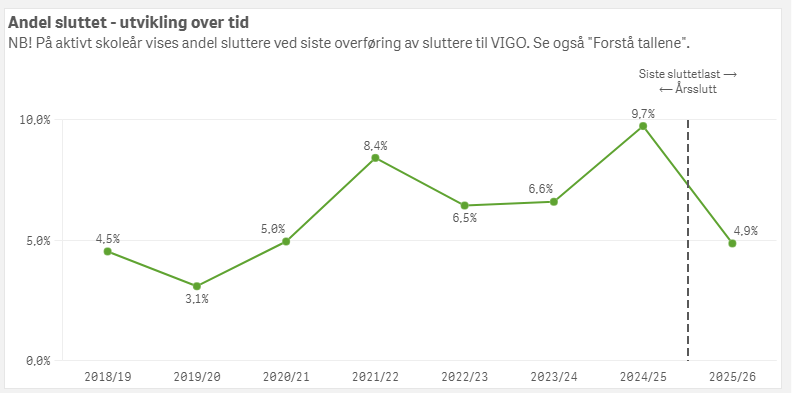 Andel sluttet - utvikling over tid
NB! På aktivt skoleår vises andel sluttere ved siste overføring av sluttere til VIGO. Se også "Forstå tallene".
Siste sluttetlast →
← Årsslutt
10,0%
9,7%
8,4%
6,6%
6,5%
5,0%
4,9%
5,0%
4,5%
3,1%
0,0%
2018/19 2019/20 2020/21 2021/22 2022/23 2023/24 2024/25 2025/26